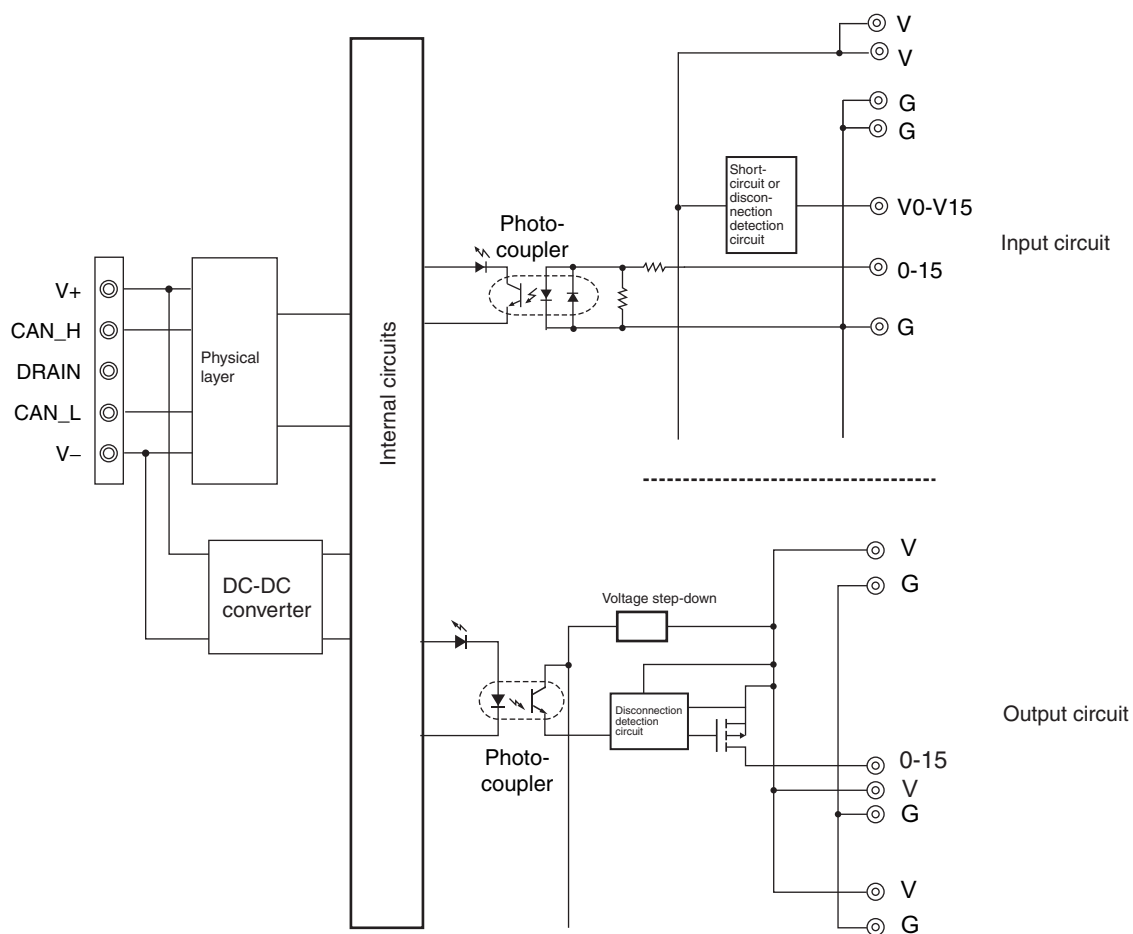 V
V
G
G
Short-
circuit or
discon-
nection
detection
circuit
V0-V15
Input circuit
Photo-
coupler
0-15
G
V+
CAN_H
DRAIN
CAN_L
V–
Physical
layer
Internal circuits
DC-DC
converter
V
G
Voltage step-down
Disconnection
detection
circuit
Output circuit
Photo-
coupler
0-15
V
G
V
G